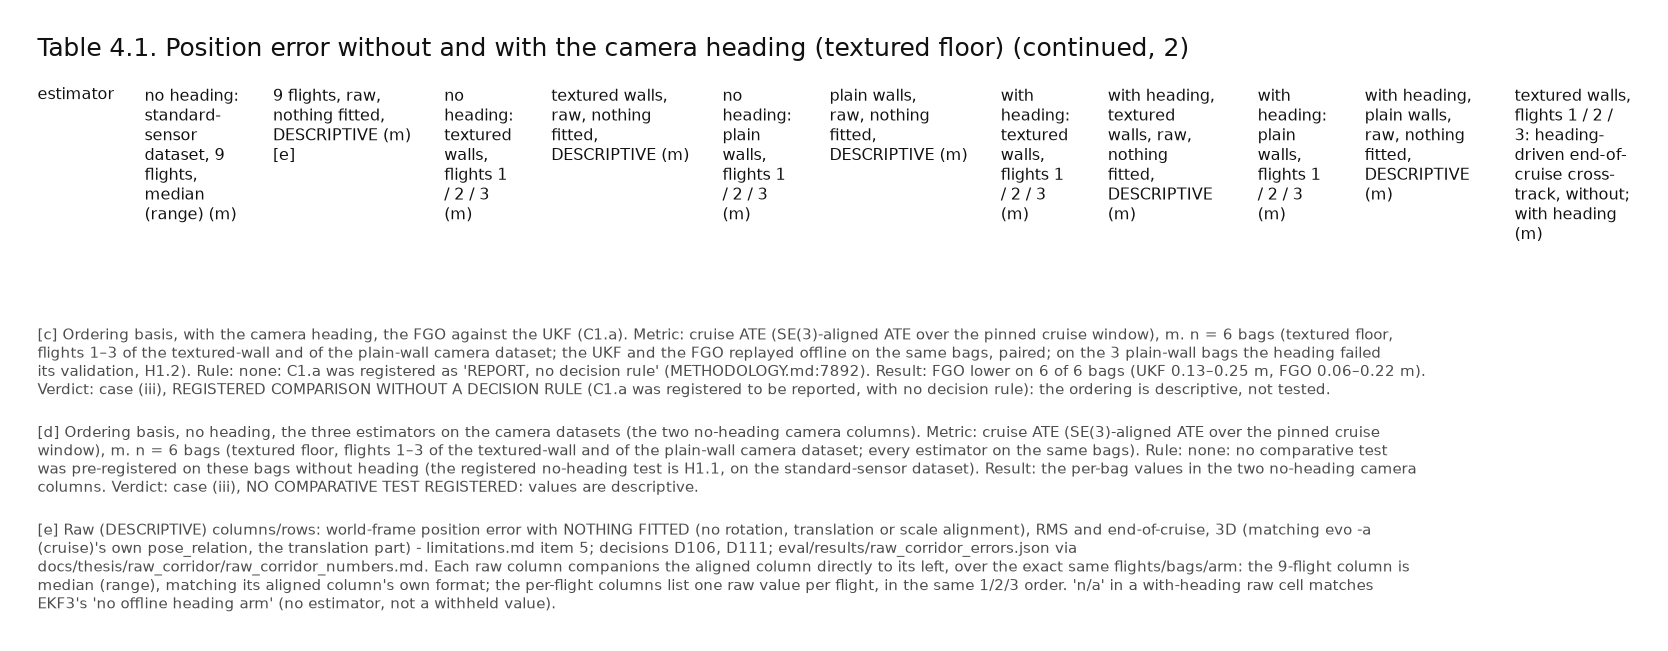 Table 4.1. Position error without and with the camera heading (textured floor) (continued, 2)
estimator
no heading:
standard-
sensor
dataset, 9
flights,
median
(range) (m)
9 flights, raw,
nothing fitted,
DESCRIPTIVE (m)
[e]
no
heading:
textured
walls,
flights 1
/ 2 / 3
(m)
textured walls,
raw, nothing
fitted,
DESCRIPTIVE (m)
no
heading:
plain
walls,
flights 1
/ 2 / 3
(m)
plain walls,
raw, nothing
fitted,
DESCRIPTIVE (m)
with
heading:
textured
walls,
flights 1
/ 2 / 3
(m)
with heading,
textured
walls, raw,
nothing
fitted,
DESCRIPTIVE
(m)
with
heading:
plain
walls,
flights 1
/ 2 / 3
(m)
with heading,
plain walls,
raw, nothing
fitted,
DESCRIPTIVE
(m)
textured walls,
flights 1 / 2 /
3: heading-
driven end-of-
cruise cross-
track, without;
with heading
(m)
[c] Ordering basis, with the camera heading, the FGO against the UKF (C1.a). Metric: cruise ATE (SE(3)-aligned ATE over the pinned cruise window), m. n = 6 bags (textured floor,
flights 1–3 of the textured-wall and of the plain-wall camera dataset; the UKF and the FGO replayed offline on the same bags, paired; on the 3 plain-wall bags the heading failed
its validation, H1.2). Rule: none: C1.a was registered as 'REPORT, no decision rule' (METHODOLOGY.md:7892). Result: FGO lower on 6 of 6 bags (UKF 0.13–0.25 m, FGO 0.06–0.22 m).
Verdict: case (iii), REGISTERED COMPARISON WITHOUT A DECISION RULE (C1.a was registered to be reported, with no decision rule): the ordering is descriptive, not tested.
[d] Ordering basis, no heading, the three estimators on the camera datasets (the two no-heading camera columns). Metric: cruise ATE (SE(3)-aligned ATE over the pinned cruise
window), m. n = 6 bags (textured floor, flights 1–3 of the textured-wall and of the plain-wall camera dataset; every estimator on the same bags). Rule: none: no comparative test
was pre-registered on these bags without heading (the registered no-heading test is H1.1, on the standard-sensor dataset). Result: the per-bag values in the two no-heading camera
columns. Verdict: case (iii), NO COMPARATIVE TEST REGISTERED: values are descriptive.
[e] Raw (DESCRIPTIVE) columns/rows: world-frame position error with NOTHING FITTED (no rotation, translation or scale alignment), RMS and end-of-cruise, 3D (matching evo -a
(cruise)'s own pose_relation, the translation part) - limitations.md item 5; decisions D106, D111; eval/results/raw_corridor_errors.json via
docs/thesis/raw_corridor/raw_corridor_numbers.md. Each raw column companions the aligned column directly to its left, over the exact same flights/bags/arm: the 9-flight column is
median (range), matching its aligned column's own format; the per-flight columns list one raw value per flight, in the same 1/2/3 order. 'n/a' in a with-heading raw cell matches
EKF3's 'no offline heading arm' (no estimator, not a withheld value).